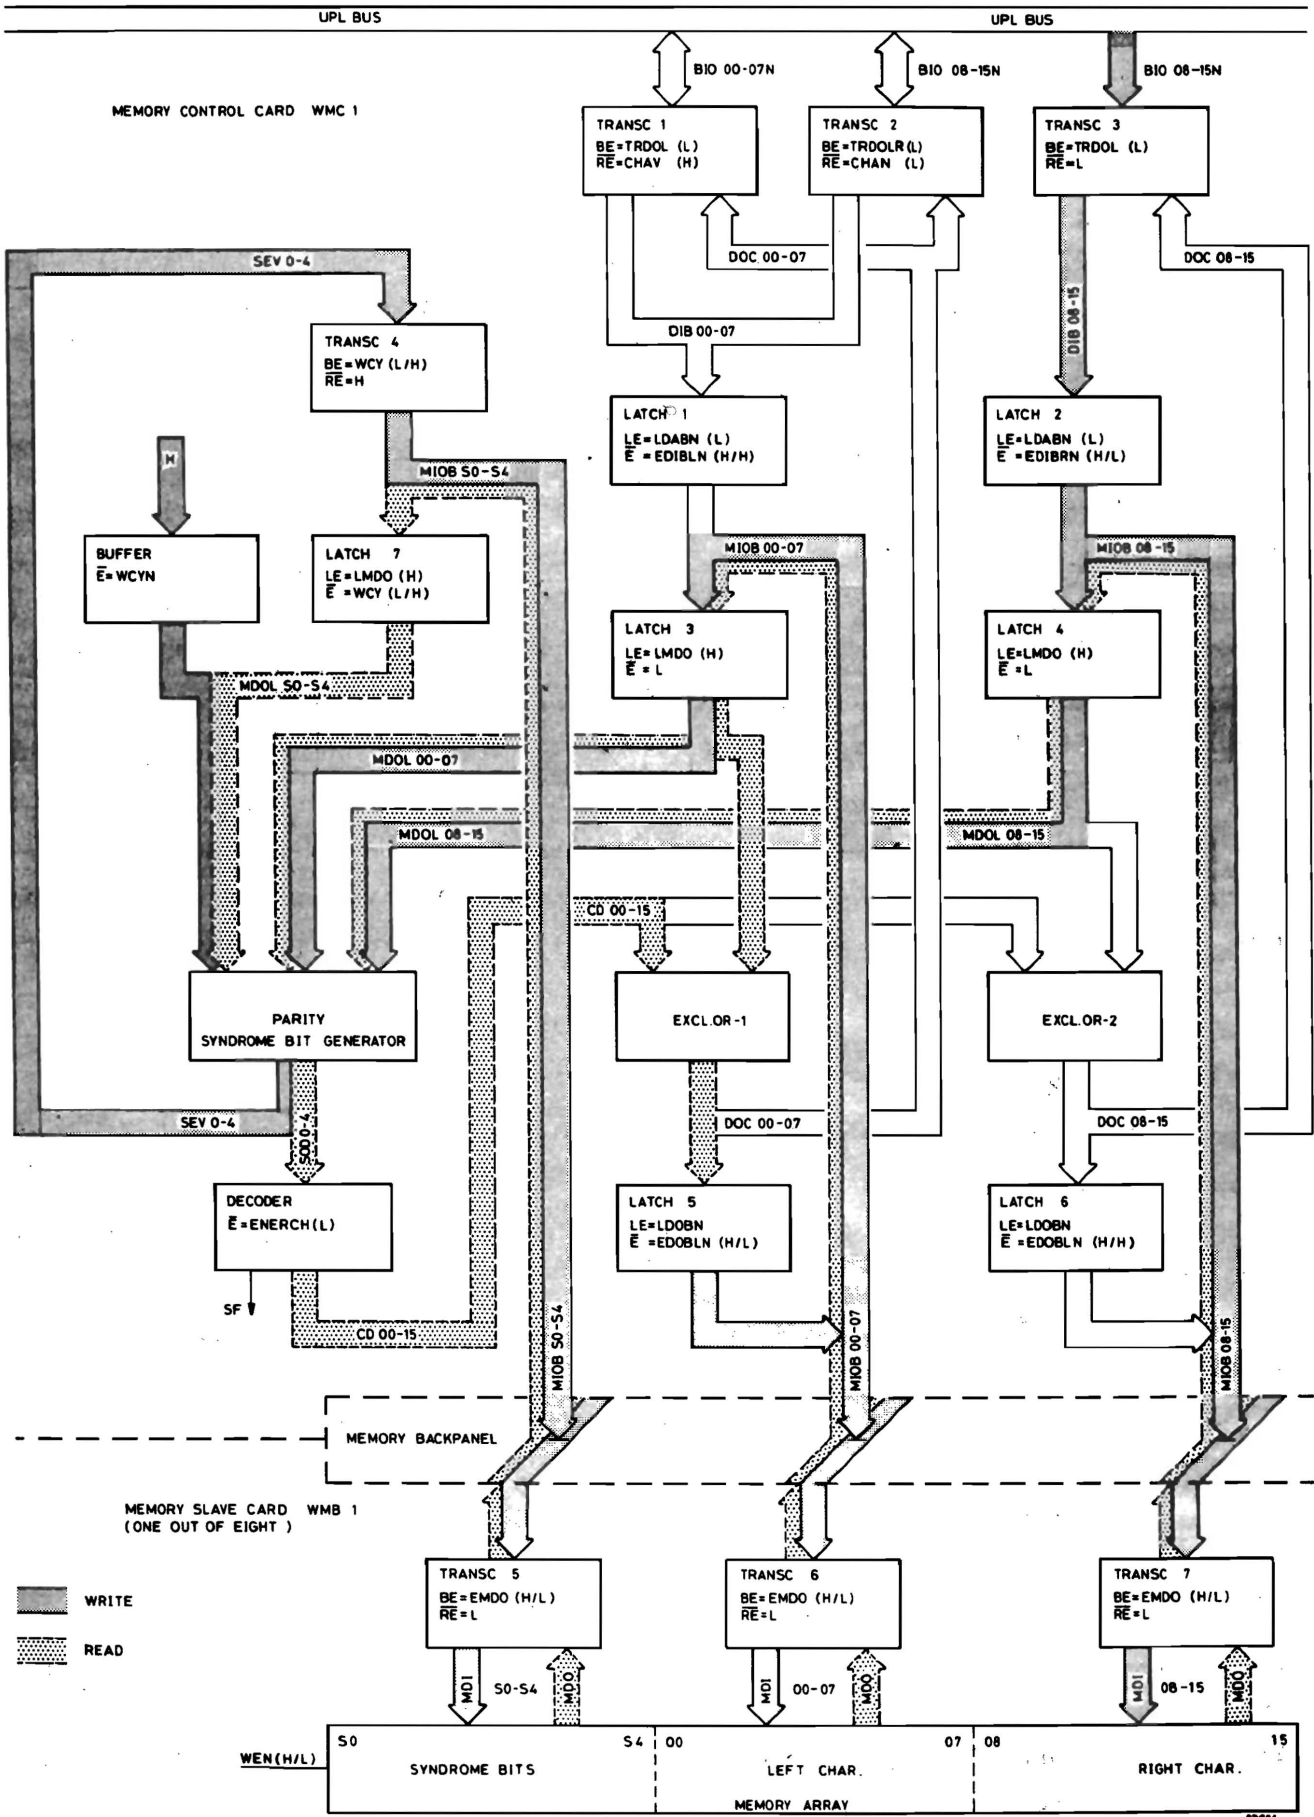 UPL BUS
UPL BUS
BIO 00-07N
BIO 08-15N
BIO 08-15N
MEMORY CONTROL CARD WMC 1
TRANSC 1
BE=TRDOL (L)
R̅E̅=CHAV (H)
TRANSC 2
BE=TRDOLR(L)
R̅E̅=CHAN (L)
TRANSC 3
BE=TRDOL (L)
R̅E̅=L
SEV 0-4
DOC 00-07
DOC 08-15
DIB 00-07
DIB 08-15
TRANSC 4
BE=WCY (L/H)
R̅E̅=H
LATCH 1
LE=LDABN (L)
E̅ =EDIBLN (H/H)
LATCH 2
LE=LDABN (L)
E̅ =EDIBRN (H/L)
H
MIOB S0-S4
BUFFER
E̅=WCYN
LATCH 7
LE=LMDO (H)
E̅ =WCY (L/H)
MIOB 00-07
MIOB 08-15
LATCH 3
LE=LMDO (H)
E̅ =L
LATCH 4
LE=LMDO (H)
E̅ =L
MDOL S0-S4
MDOL 00-07
MDOL 08-15
MDOL 08-15
CD 00-15
PARITY
SYNDROME BIT GENERATOR
EXCL.OR-1
EXCL.OR-2
SEV 0-4
SOD 0-4
DOC 00-07
DOC 08-15
DECODER
E̅ =ENERCH(L)
LATCH 5
LE=LDOBN
E̅ =EDOBLN (H/L)
LATCH 6
LE=LDOBN
E̅ =EDOBLN (H/H)
SF
CD 00-15
MIOB S0-S4
MIOB 00-07
MIOB 08-15
MEMORY BACKPANEL
MEMORY SLAVE CARD WMB 1
(ONE OUT OF EIGHT )
TRANSC 5
BE=EMDO (H/L)
R̅E̅=L
TRANSC 6
BE=EMDO (H/L)
R̅E̅=L
TRANSC 7
BE=EMDO (H/L)
R̅E̅=L
WRITE
READ
MDI S0-S4 MDO
MDI 00-07 MDO
MDI 08-15 MDO
S0 S4 00 07 08 15
WEN(H/L)
SYNDROME BITS LEFT CHAR. RIGHT CHAR.
MEMORY ARRAY